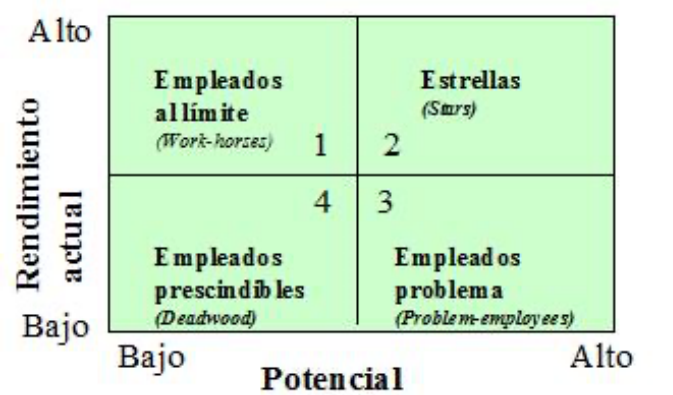 Alto
Empleados
al límite
(Work-horses)
1
Estrellas
(Stars)
2
Rendimiento
actual
4
3
Empleados
prescindibles
(Deadwood)
Empleados
problema
(Problem-employees)
Bajo
Bajo
Potencial
Alto